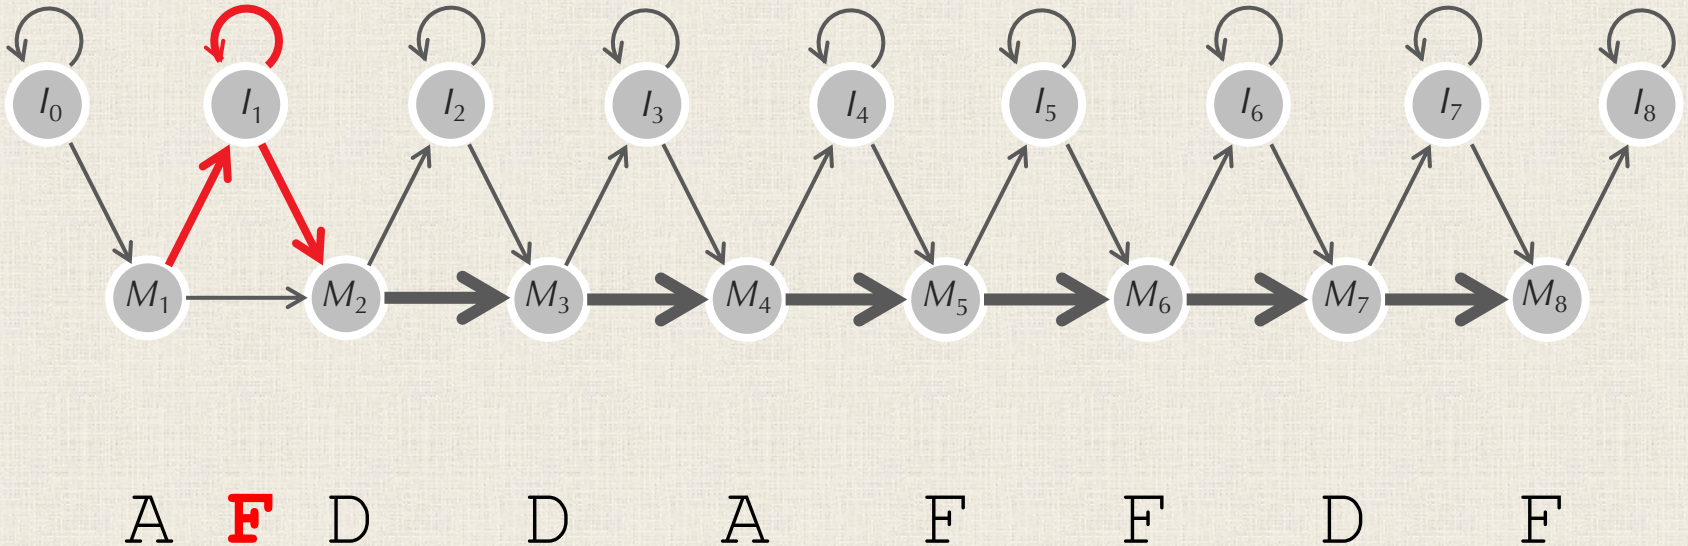 I₀ I₁ I₂ I₃ I₄ I₅ I₆ I₇ I₈
M₁ M₂ M₃ M₄ M₅ M₆ M₇ M₈
A F D D A F F D F